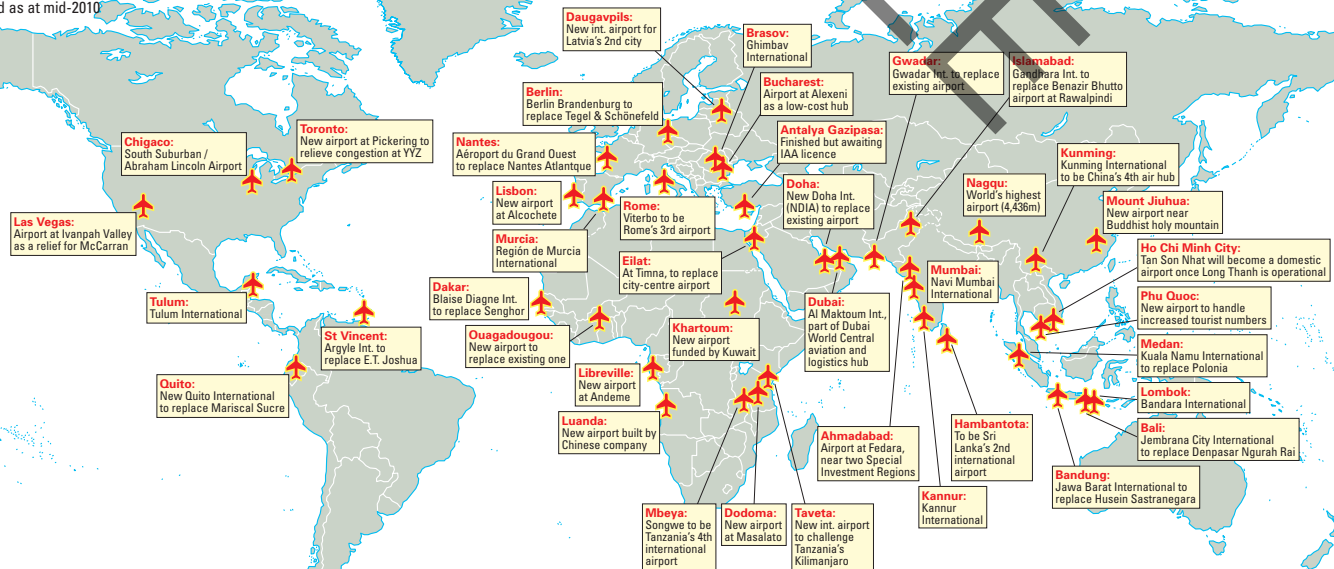 d as at mid-2010
Daugavpils:
New int. airport for
Latvia's 2nd city
Brasov:
Ghimbav
International
Gwadar:
Gwadar Int. to replace
existing airport
Islamabad:
Gandhara Int. to
replace Benazir Bhutto
airport at Rawalpindi
Berlin:
Berlin Brandenburg to
replace Tegel & Schönefeld
Bucharest:
Airport at Alexeni
as a low-cost hub
Toronto:
New airport at Pickering to
relieve congestion at YYZ
Chigaco:
South Suburban /
Abraham Lincoln Airport
Nantes:
Aéroport du Grand Ouest
to replace Nantes Atlantque
Antalya Gazipasa:
Finished but awaiting
IAA licence
Kunming:
Kunming International
to be China's 4th air hub
Lisbon:
New airport
at Alcochete
Rome:
Viterbo to be
Rome's 3rd airport
Doha:
New Doha Int.
(NDIA) to replace
existing airport
Nagqu:
World's highest
airport (4,436m)
Mount Jiuhua:
New airport near
Buddhist holy mountain
Las Vegas:
Airport at Ivanpah Valley
as a relief for McCarran
Murcia:
Región de Murcia
International
Eilat:
At Timna, to replace
city-centre airport
Ho Chi Minh City:
Tan Son Nhat will become a domestic
airport once Long Thanh is operational
Mumbai:
Navi Mumbai
International
Dakar:
Blaise Diagne Int.
to replace Senghor
Tulum:
Tulum International
Dubai:
Al Maktoum Int.,
part of Dubai
World Central
aviation and
logistics hub
Phu Quoc:
New airport to handle
increased tourist numbers
St Vincent:
Argyle Int. to
replace E.T. Joshua
Ouagadougou:
New airport to
replace existing one
Khartoum:
New airport
funded by Kuwait
Medan:
Kuala Namu International
to replace Polonia
Quito:
New Quito International
to replace Mariscal Sucre
Libreville:
New airport
at Andeme
Lombok:
Bandara International
Luanda:
New airport built by
Chinese company
Ahmadabad:
Airport at Fedara,
near two Special
Investment Regions
Hambantota:
To be Sri
Lanka's 2nd
international
airport
Bali:
Jembrana City International
to replace Denpasar Ngurah Rai
Bandung:
Jawa Barat International to
replace Husein Sastranegara
Kannur:
Kannur
International
Mbeya:
Songwe to be
Tanzania's 4th
international
airport
Dodoma:
New airport
at Masalato
Taveta:
New int. airport
to challenge
Tanzania's
Kilimanjaro